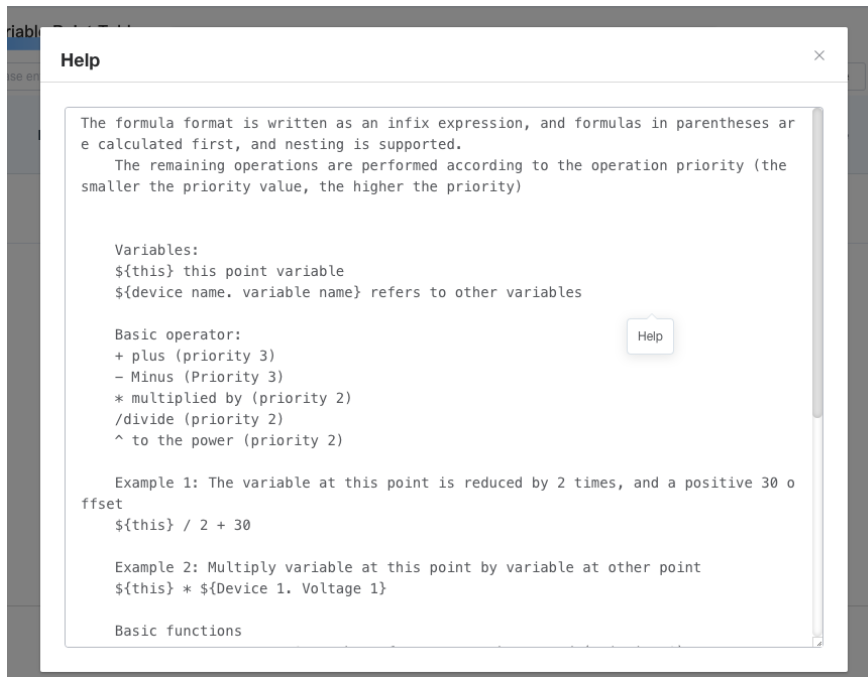 Help
×
The formula format is written as an infix expression, and formulas in parentheses ar
e calculated first, and nesting is supported.
The remaining operations are performed according to the operation priority (the
smaller the priority value, the higher the priority)
Variables:
${this} this point variable
${device name. variable name} refers to other variables
Help
Basic operator:
+ plus (priority 3)
- Minus (Priority 3)
* multiplied by (priority 2)
/divide (priority 2)
^ to the power (priority 2)
Example 1: The variable at this point is reduced by 2 times, and a positive 30 o
ffset
${this} / 2 + 30
Example 2: Multiply variable at this point by variable at other point
${this} * ${Device 1. Voltage 1}
Basic functions